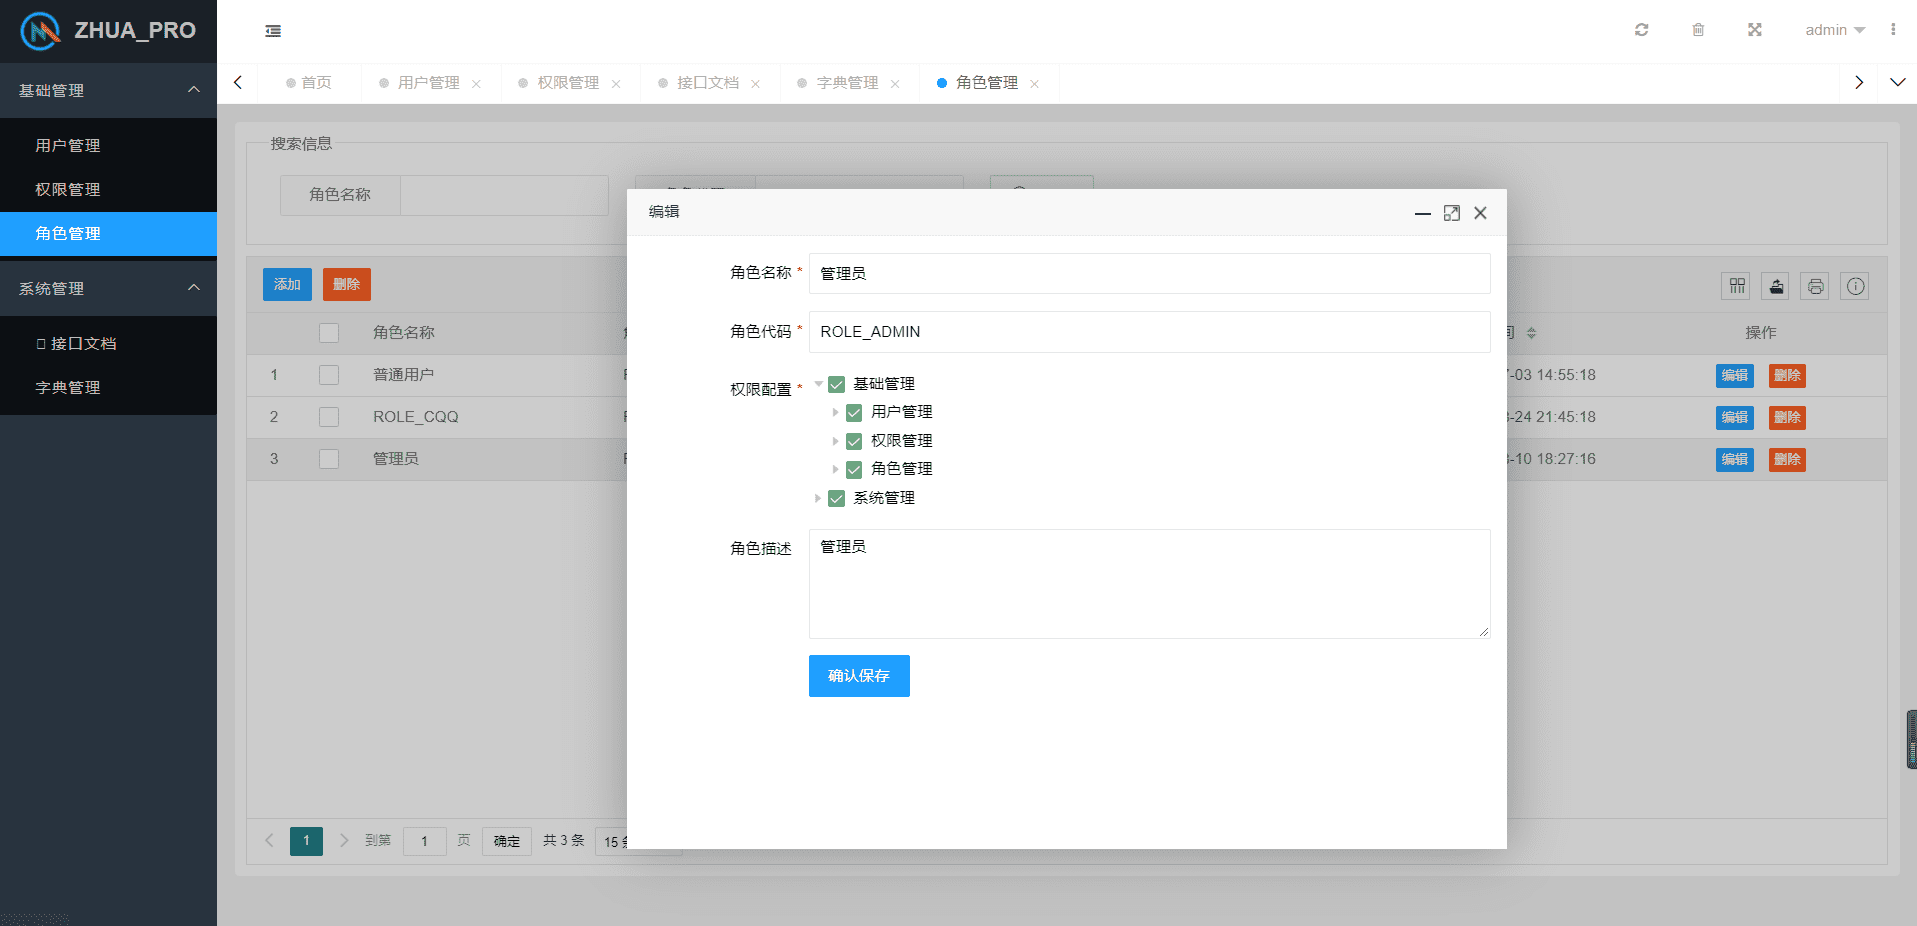 ZHUA_PRO
admin
首页
用户管理
权限管理
接口文档
字典管理
角色管理
基础管理
用户管理
权限管理
角色管理
系统管理
接口文档
字典管理
搜索信息
角色名称
添加
删除
角色名称
操作
1
普通用户
-03 14:55:18
编辑
删除
2
ROLE_CQQ
-24 21:45:18
编辑
删除
3
管理员
-10 18:27:16
编辑
删除
1
到第
1
页
确定
共 3 条
15
编辑
角色名称 *
管理员
角色代码 *
ROLE_ADMIN
权限配置 *
基础管理
用户管理
权限管理
角色管理
系统管理
角色描述
管理员
确认保存